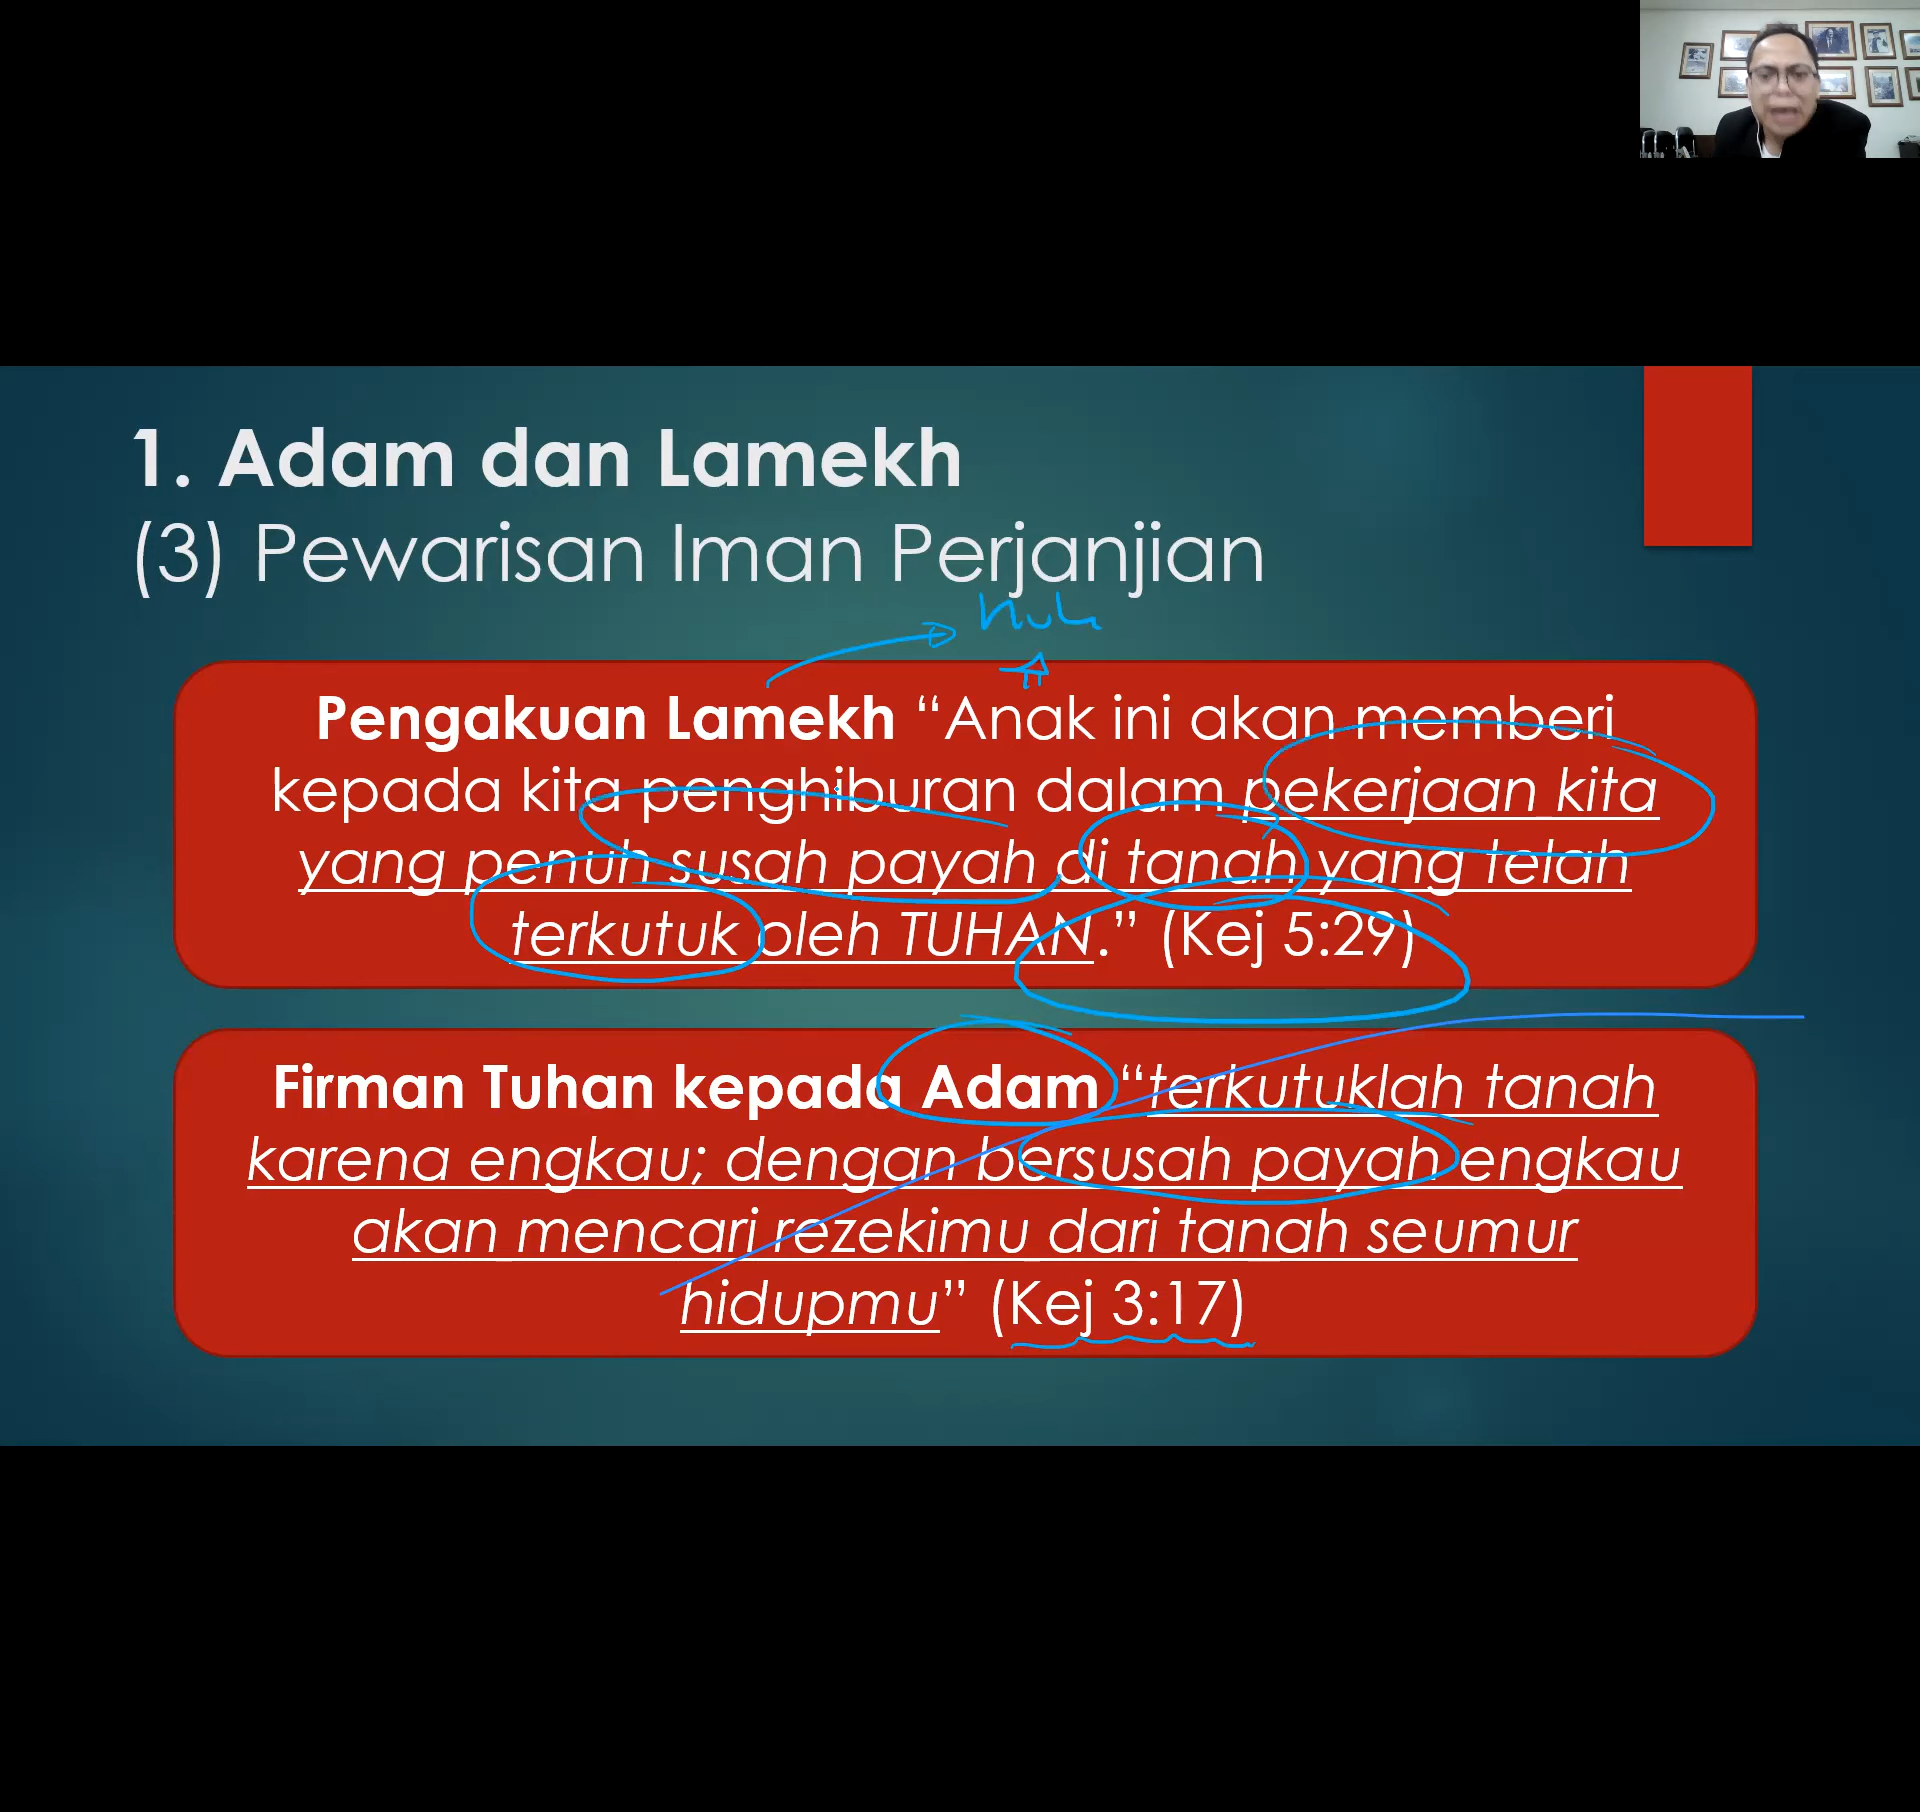 1. Adam dan Lamekh
(3) Pewarisan Iman Perjanjian
Nuh
Pengakuan Lamekh “Anak ini akan memberi
kepada kita penghiburan dalam pekerjaan kita
yang penuh susah payah di tanah yang telah
terkutuk oleh TUHAN.” (Kej 5:29)
Firman Tuhan kepada Adam “terkutuklah tanah
karena engkau; dengan bersusah payah engkau
akan mencari rezekimu dari tanah seumur
hidupmu” (Kej 3:17)